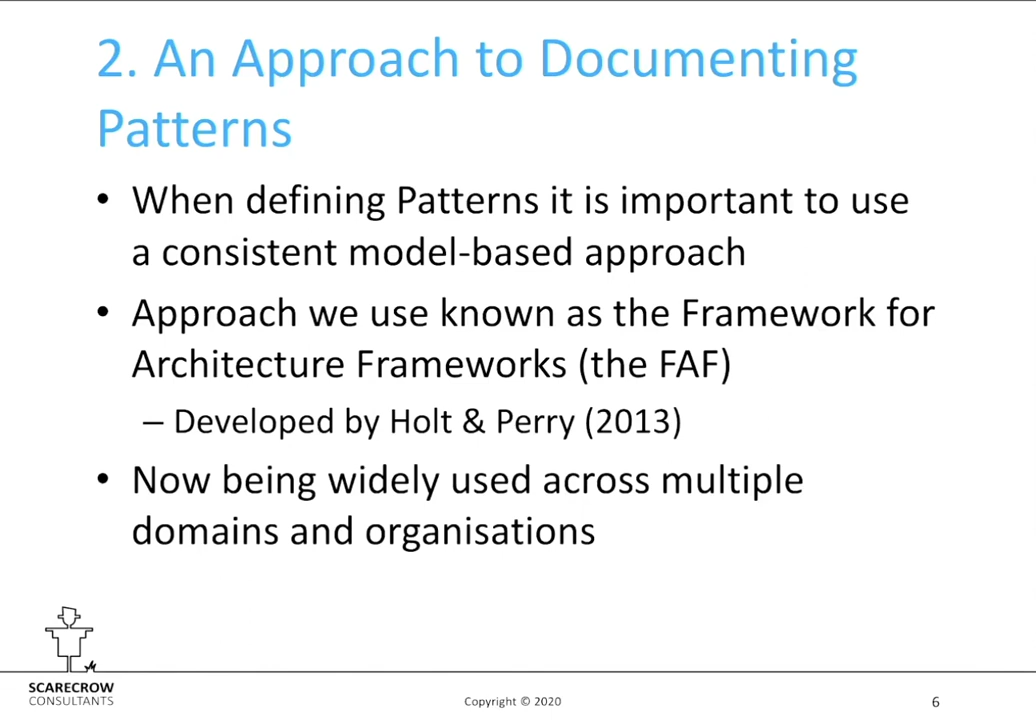 2. An Approach to Documenting
Patterns
• When defining Patterns it is important to use
a consistent model-based approach
• Approach we use known as the Framework for
Architecture Frameworks (the FAF)
– Developed by Holt & Perry (2013)
• Now being widely used across multiple
domains and organisations
SCARECROW
CONSULTANTS
Copyright © 2020
6